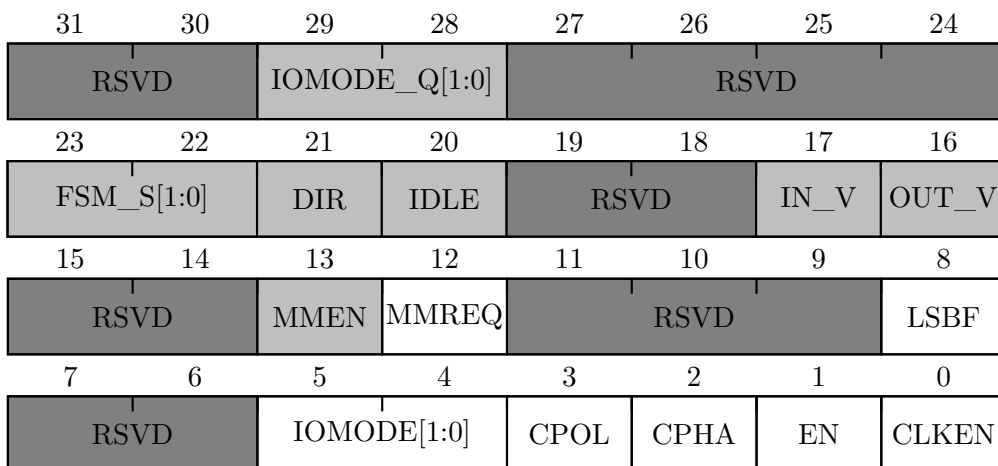 31 30 29 28 27 26 25 24
RSVD IOMODE_Q[1:0] RSVD
23 22 21 20 19 18 17 16
FSM_S[1:0] DIR IDLE RSVD IN_V OUT_V
15 14 13 12 11 10 9 8
RSVD MMEN MMREQ RSVD LSBF
7 6 5 4 3 2 1 0
RSVD IOMODE[1:0] CPOL CPHA EN CLKEN